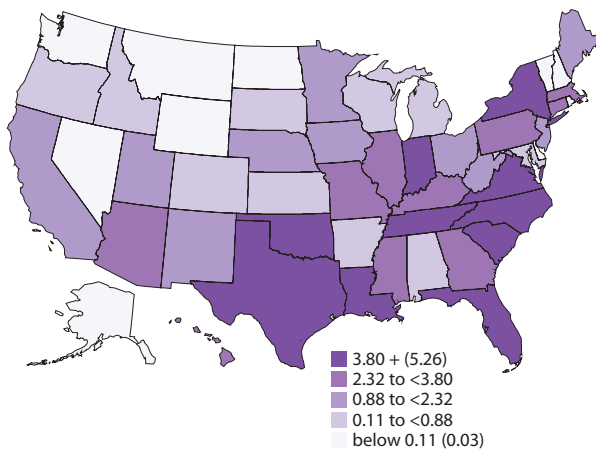 3.80 + (5.26)
2.32 to <3.80
0.88 to <2.32
0.11 to <0.88
below 0.11 (0.03)